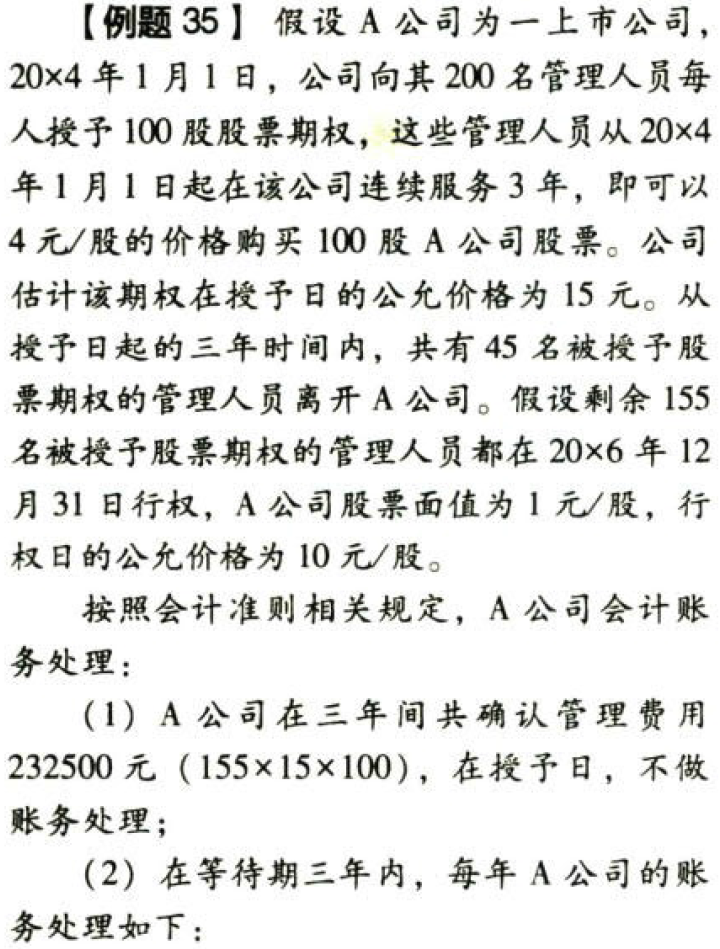 【例题 35】 假设 A 公司为一上市公司,
20×4 年 1 月 1 日，公司向其 200 名管理人员每
人授予 100 股股票期权，这些管理人员从 20×4
年 1 月 1 日起在该公司连续服务 3 年，即可以
4 元/股的价格购买 100 股 A 公司股票。公司
估计该期权在授予日的公允价格为 15 元。从
授予日起的三年时间内，共有 45 名被授予股
票期权的管理人员离开 A 公司。假设剩余 155
名被授予股票期权的管理人员都在 20×6 年 12
月 31 日行权，A 公司股票面值为 1 元/股，行
权日的公允价格为 10 元/股。
按照会计准则相关规定，A 公司会计账
务处理：
(1) A 公司在三年间共确认管理费用
232500 元（155×15×100），在授予日，不做
账务处理；
(2) 在等待期三年内，每年 A 公司的账
务处理如下：